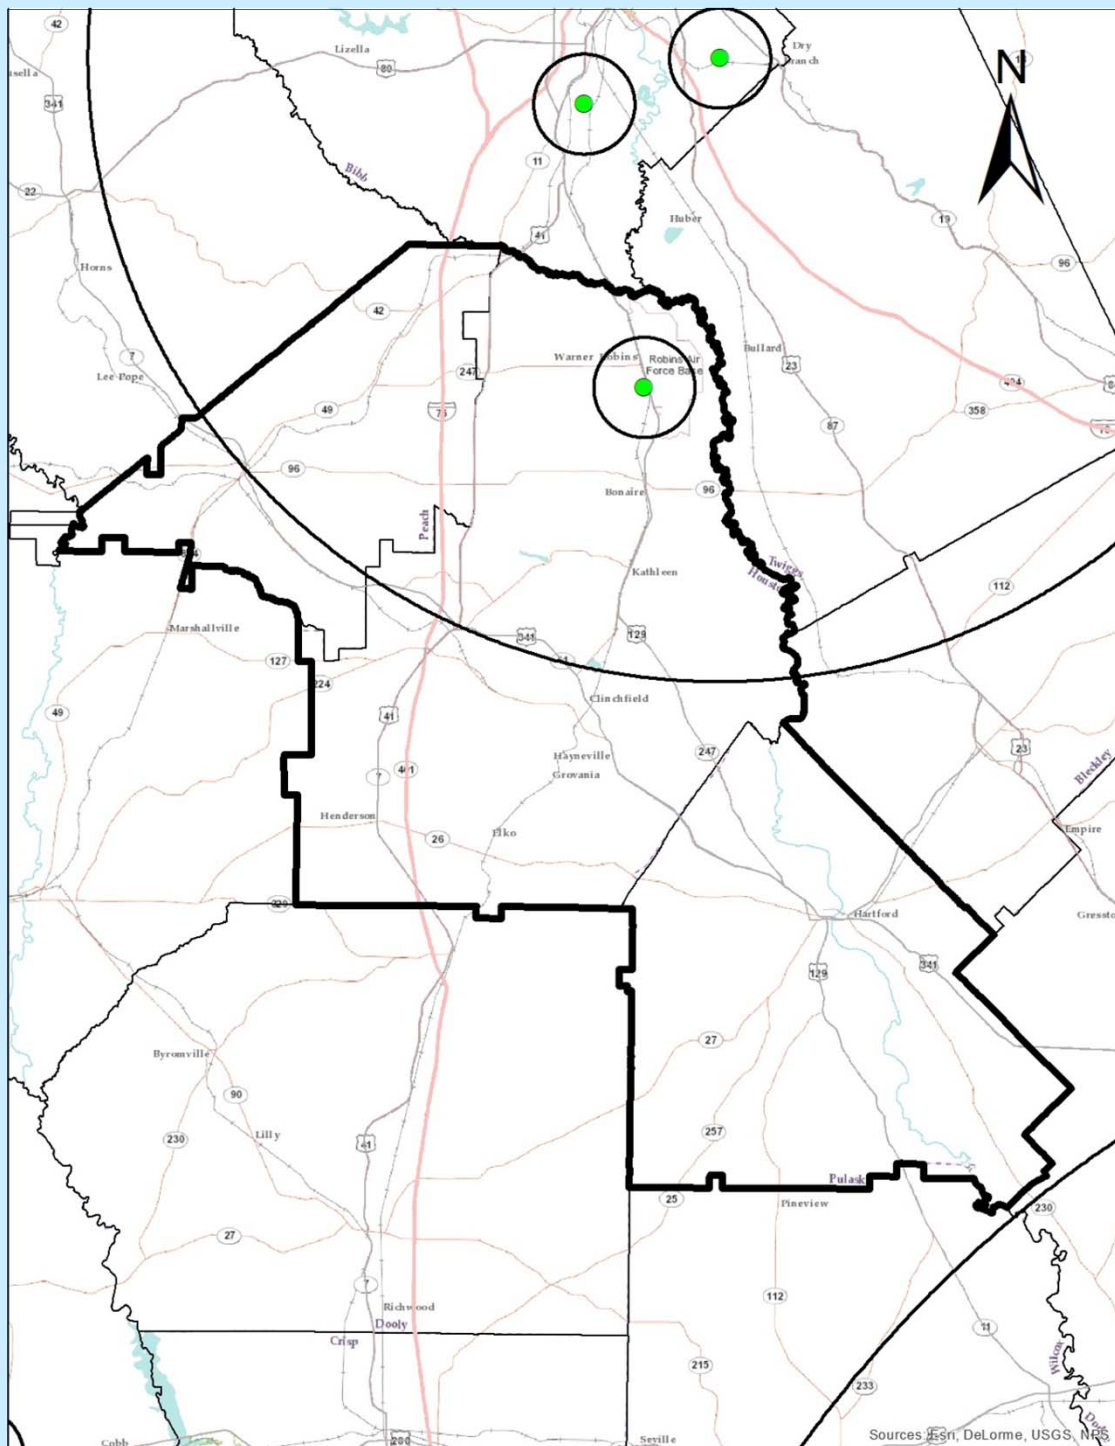 42
Lizella
80
Dry
Branch
N
341
11
Bibb
22
Huber
19
41
96
Horns
42
7
Lee Pope
Warner Robins
Robins Air
Force Base
Bullard
247
23
49
75
358
87
96
Bonaire
96
Peach
Twiggs
Kathleen
112
Marshallville
341
129
127
224
Clinchfield
49
41
247
23
Hayneville
Grovania
401
7
Bleckley
Henderson
26
Elko
Empire
329
Hartford
129
341
27
Byromville
90
230
Lilly
41
257
Pulask
25
Pineview
230
27
7
112
Richwood
Dooly
Crisp
11
215
Wilcox
233
Cobb
280
Seville
Sources: Esri, DeLorme, USGS, NPS